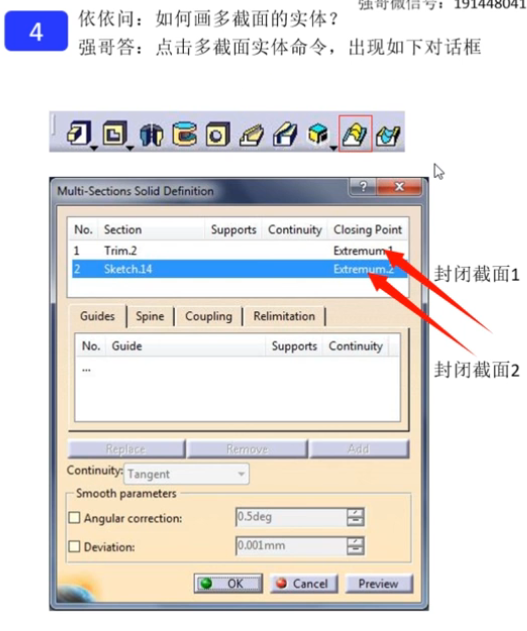 强哥微信号：191448041
4
依依问：如何画多截面的实体？
强哥答：点击多截面实体命令，出现如下对话框
Multi-Sections Solid Definition
No. Section Supports Continuity Closing Point
1 Trim.2 Extremum.1
2 Sketch.14 Extremum.2
封闭截面1
Guides Spine Coupling Relimitation
No. Guide Supports Continuity
...
封闭截面2
Replace Remove Add
Continuity: Tangent
Smooth parameters
Angular correction: 0.5deg
Deviation: 0.001mm
OK Cancel Preview